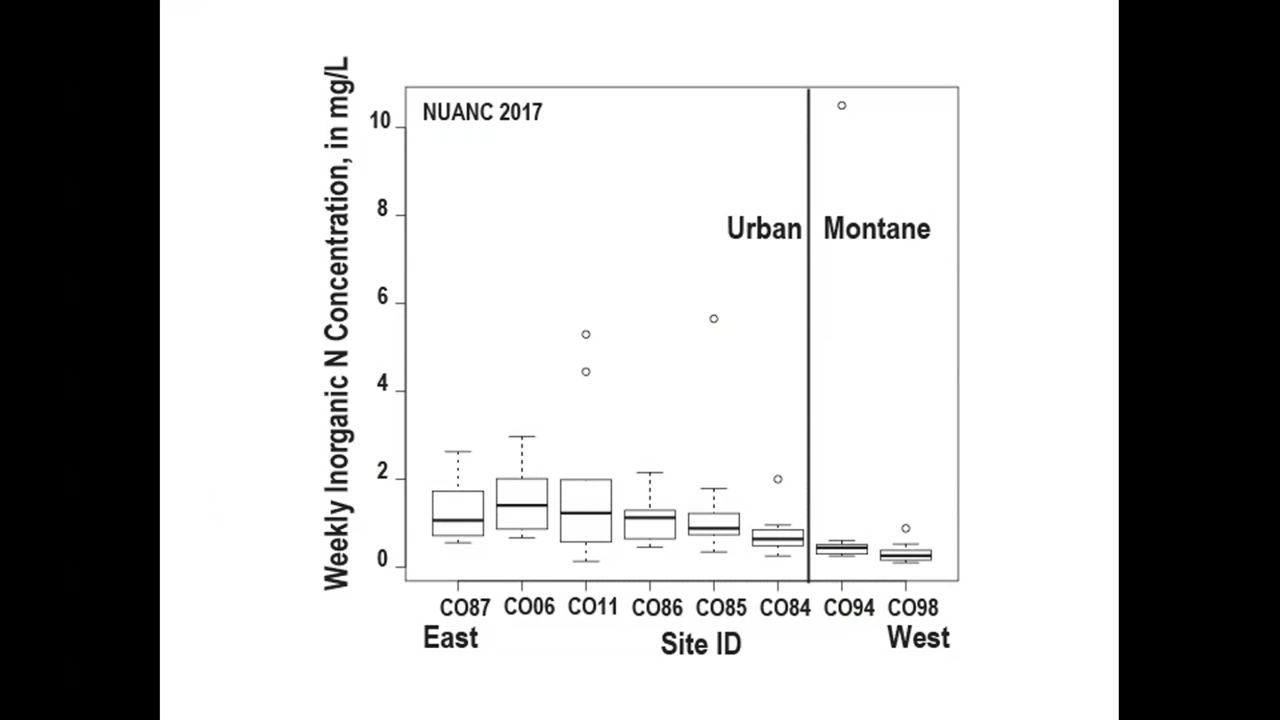 Weekly Inorganic N Concentration, in mg/L
NUANC 2017
10
8
6
4
2
0
Urban
Montane
CO87 CO06 CO11 CO86 CO85 CO84 CO94 CO98
East
Site ID
West